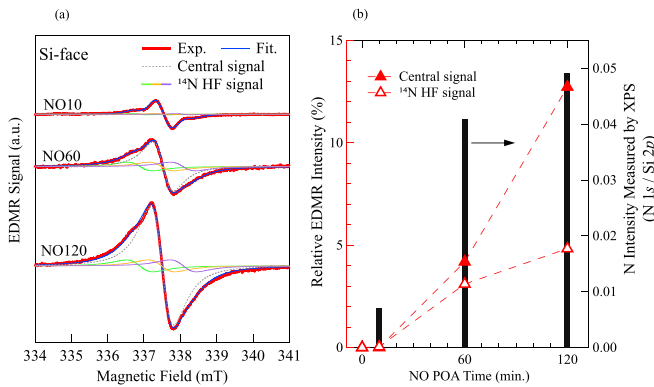 (a)
Si-face
Exp.
Fit.
Central signal
¹⁴N HF signal
NO10
NO60
NO120
EDMR Signal (a.u.)
334 335 336 337 338 339 340 341
Magnetic Field (mT)
(b)
15
10
5
0
Relative EDMR Intensity (%)
Central signal
¹⁴N HF signal
0.05
0.04
0.03
0.02
0.01
0.00
N Intensity Measured by XPS
(N 1s / Si 2p)
0 60 120
NO POA Time (min.)